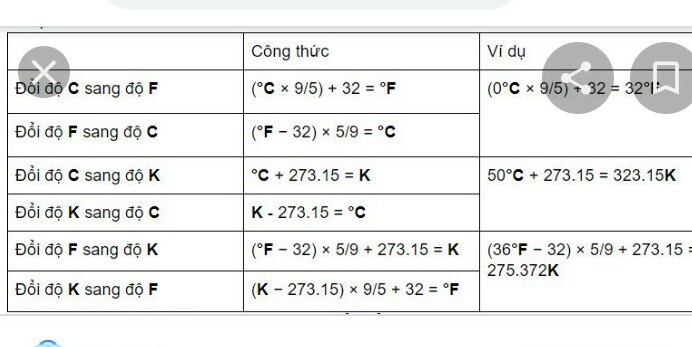 Công thức
Ví dụ
Đổi độ C sang độ F
(°C × 9/5) + 32 = °F
(0°C × 9/5) + 32 = 32°F
Đổi độ F sang độ C
(°F − 32) × 5/9 = °C
Đổi độ C sang độ K
°C + 273.15 = K
50°C + 273.15 = 323.15K
Đổi độ K sang độ C
K - 273.15 = °C
Đổi độ F sang độ K
(°F − 32) × 5/9 + 273.15 = K
(36°F − 32) × 5/9 + 273.15 =
275.372K
Đổi độ K sang độ F
(K − 273.15) × 9/5 + 32 = °F